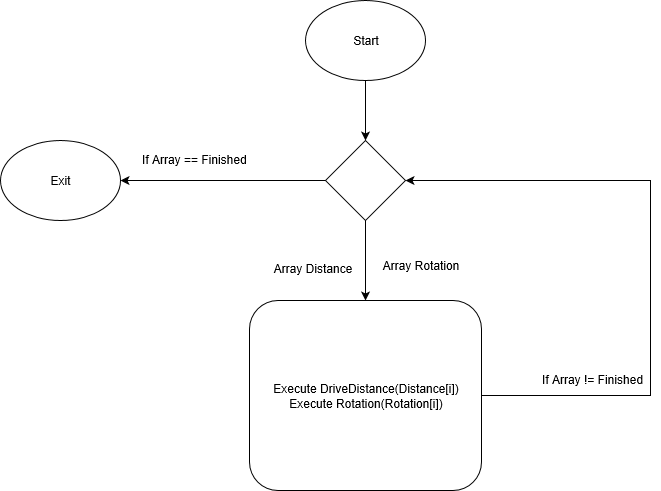 Start
If Array == Finished
Exit
Array Distance
Array Rotation
Execute DriveDistance(Distance[i])
Execute Rotation(Rotation[i])
If Array != Finished